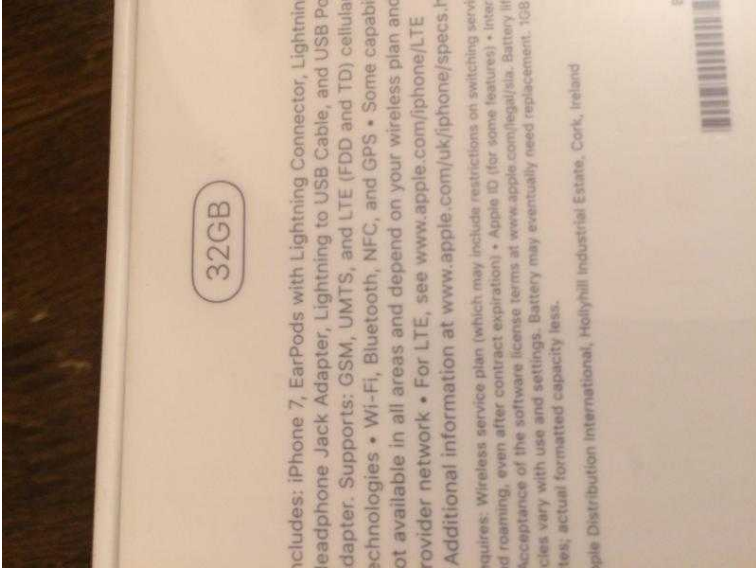 32GB
ncludes: iPhone 7, EarPods with Lightning Connector, Lightnin
eadphone Jack Adapter, Lightning to USB Cable, and USB Po
dapter. Supports: GSM, UMTS, and LTE (FDD and TD) cellula
echnologies • Wi-Fi, Bluetooth, NFC, and GPS • Some capabi
ot available in all areas and depend on your wireless plan and
rovider network • For LTE, see www.apple.com/iphone/LTE
Additional information at www.apple.com/uk/iphone/specs.h
quires: Wireless service plan (which may include restrictions on switching servi
d roaming, even after contract expiration) • Apple ID (for some features) • Inter
Acceptance of the software license terms at www.apple.com/legal/sla. Battery lif
cles vary with use and settings. Battery may eventually need replacement. 1GB
tes; actual formatted capacity less.
ple Distribution International, Hollyhill Industrial Estate, Cork, Ireland